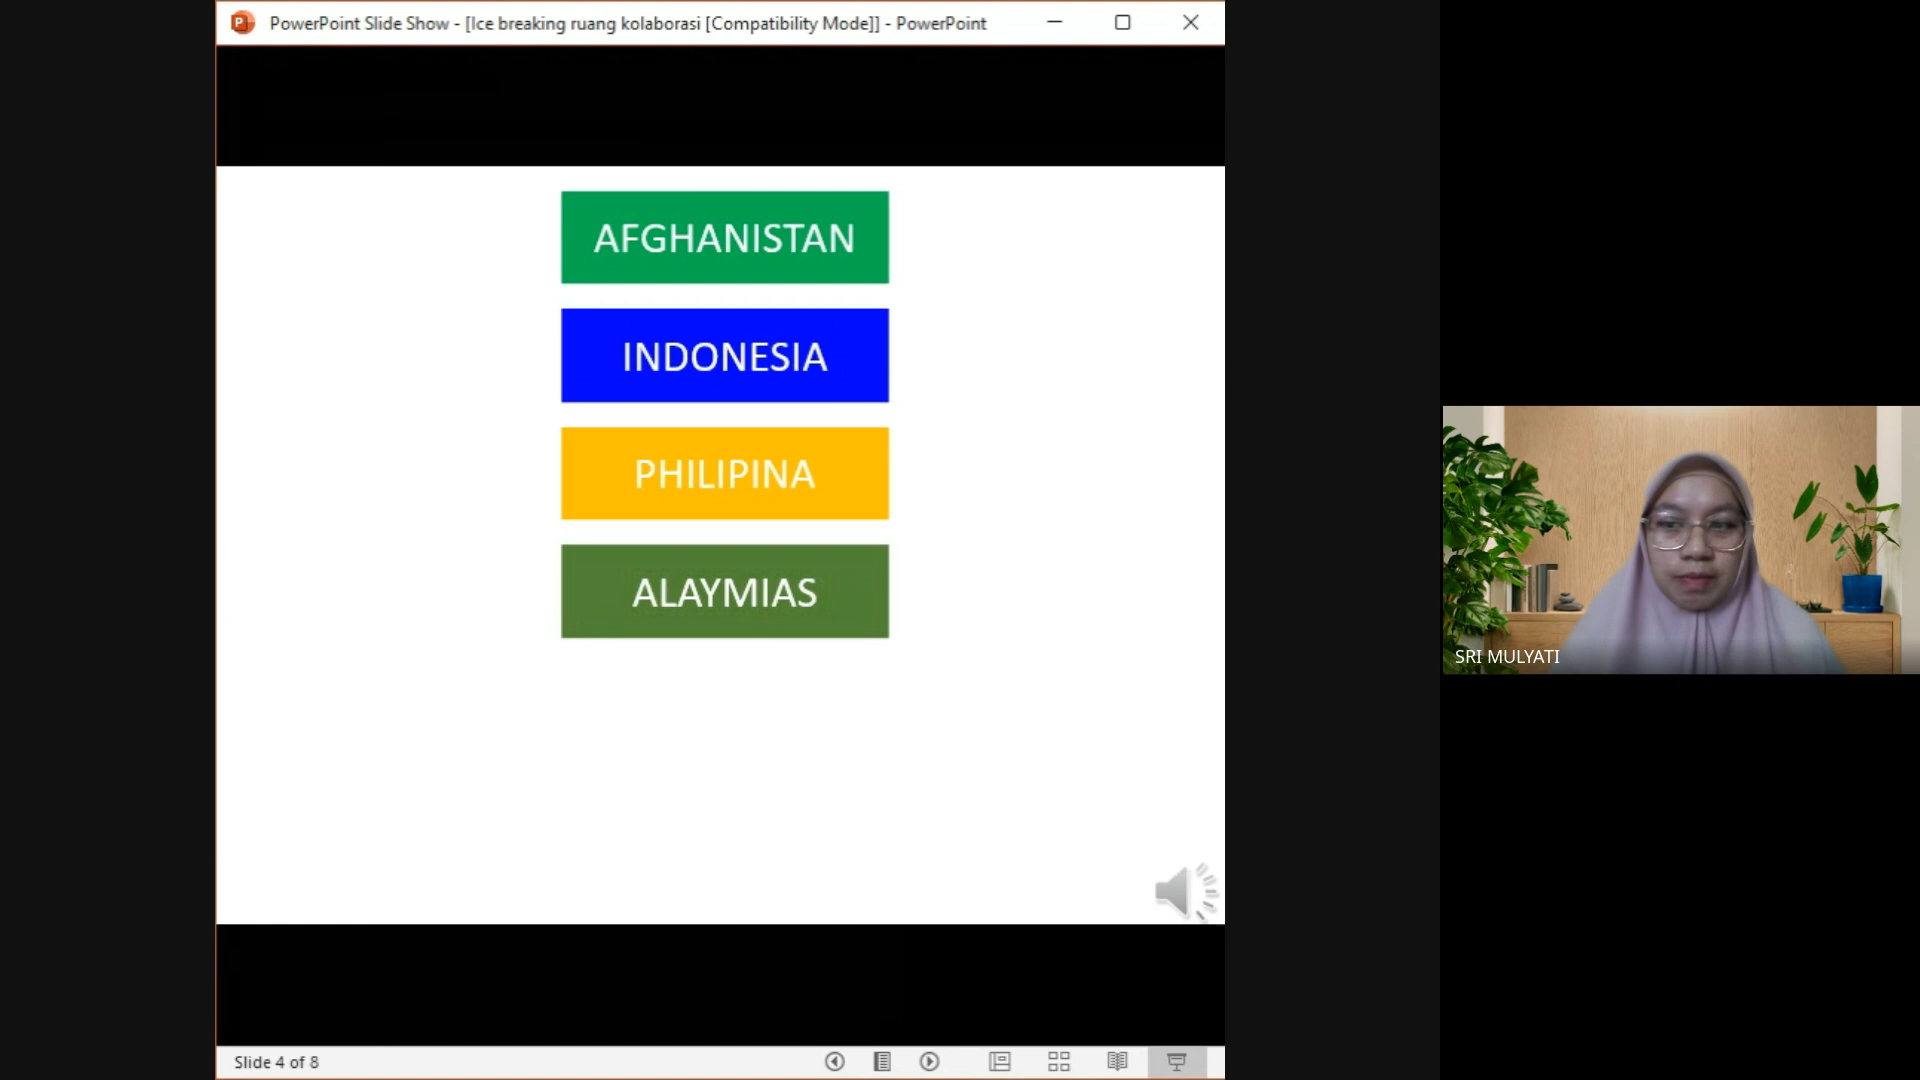 PowerPoint Slide Show - [Ice breaking ruang kolaborasi [Compatibility Mode]] - PowerPoint
AFGHANISTAN
INDONESIA
PHILIPINA
ALAYMIAS
SRI MULYATI
Slide 4 of 8